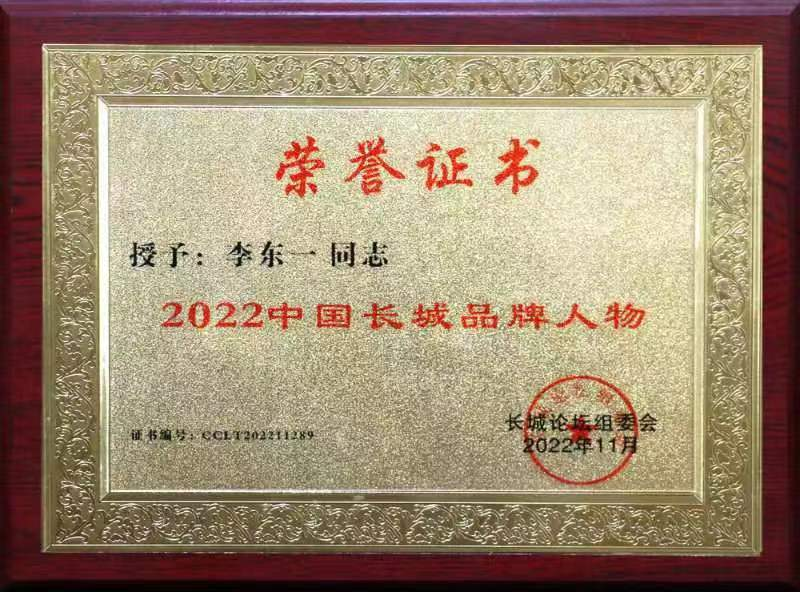 荣誉证书
授予：李东一 同志
2022中国长城品牌人物
证书编号：CCLT202211289
长城论坛组委会
2022年11月